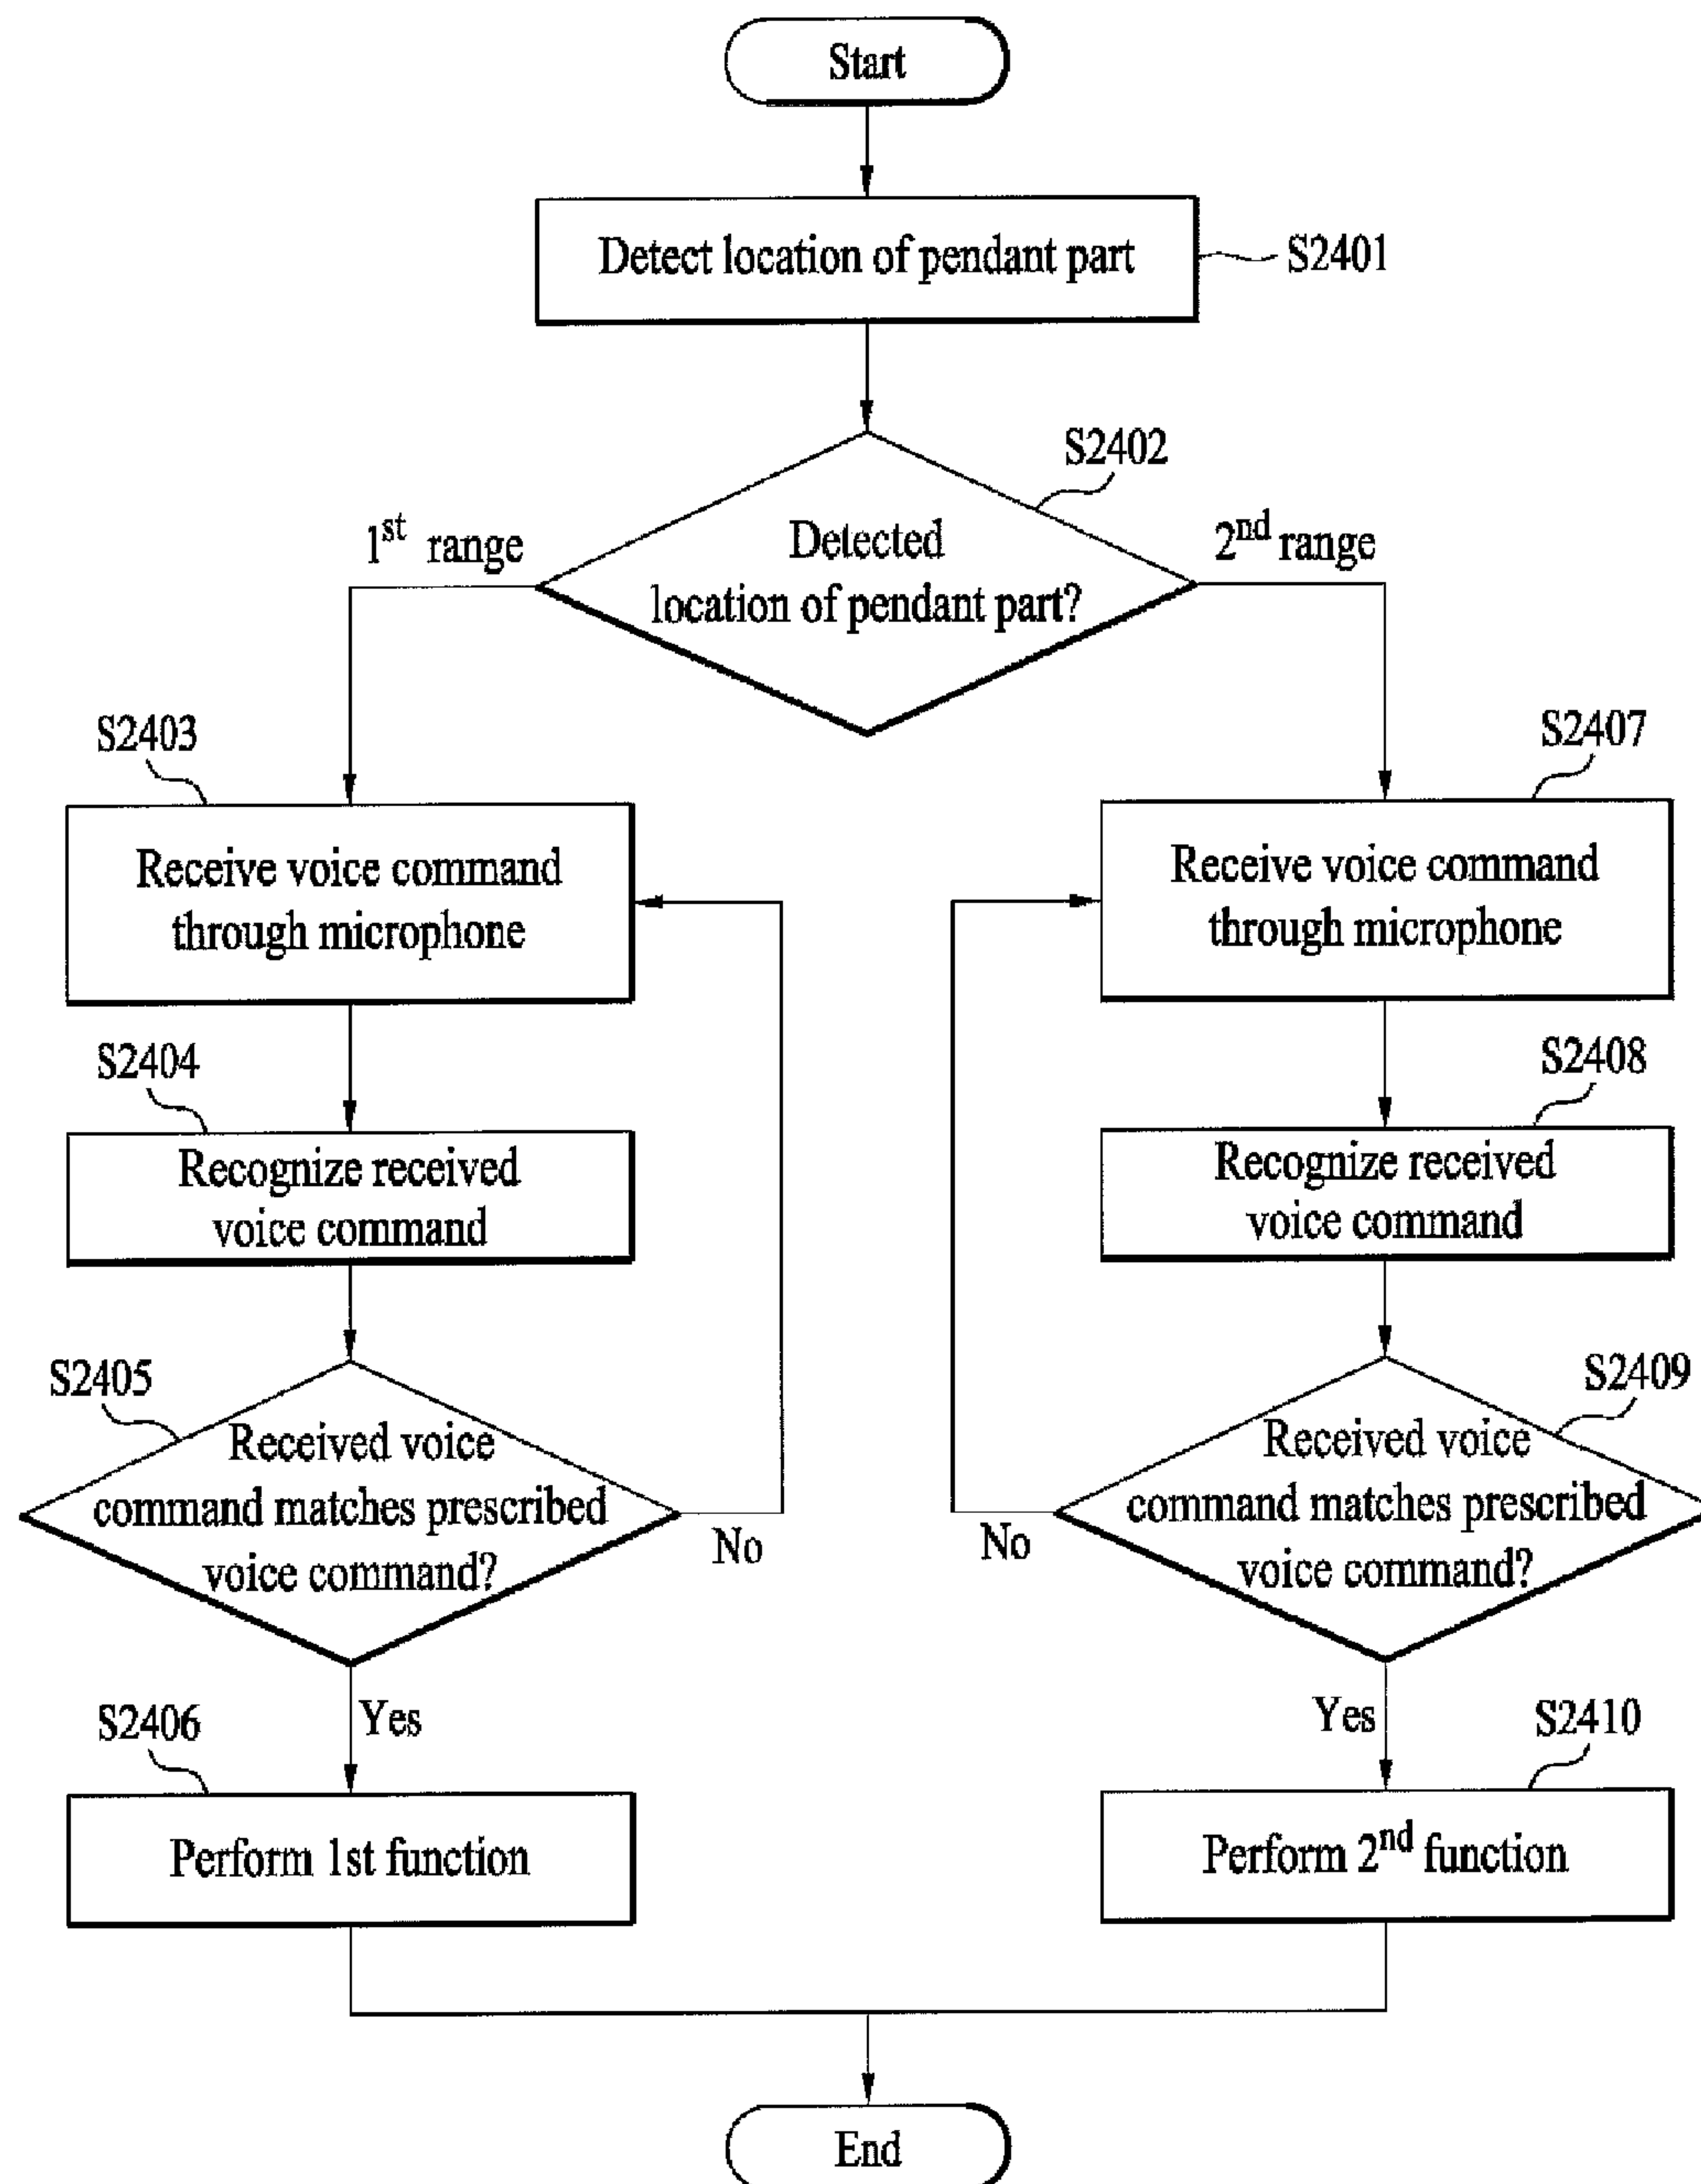 Start
Detect location of pendant part
S2401
S2402
Detected
location of pendant part?
1st range
2nd range
S2403
Receive voice command
through microphone
S2404
Recognize received
voice command
S2405
Received voice
command matches prescribed
voice command?
No
Yes
S2406
Perform 1st function
S2407
Receive voice command
through microphone
S2408
Recognize received
voice command
S2409
Received voice
command matches prescribed
voice command?
No
Yes
S2410
Perform 2nd function
End